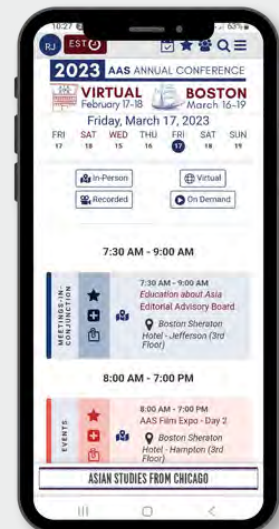 10:27
63%
RJ
EST
2023 AAS ANNUAL CONFERENCE
VIRTUAL
February 17-18
BOSTON
March 16-19
Friday, March 17, 2023
FRI SAT WED THU FRI SAT SUN
17 18 15 16 17 18 19
In-Person
Virtual
Recorded
On Demand
7:30 AM - 9:00 AM
MEETINGS-IN-CONJUNCTION
7:30 AM - 9:00 AM
Education about Asia
Editorial Advisory Board
Boston Sheraton
Hotel - Jefferson (3rd
Floor)
8:00 AM - 7:00 PM
EVENTS
8:00 AM - 7:00 PM
AAS Film Expo - Day 2
Boston Sheraton
Hotel - Hampton (3rd
Floor)
ASIAN STUDIES FROM CHICAGO